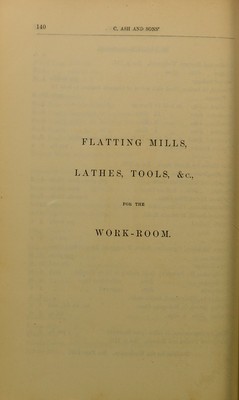 140
C. ASH AND SONS'
FLATTING MILLS,
LATHES, TOOLS, &c.,
FOR THE
WORK-ROOM.